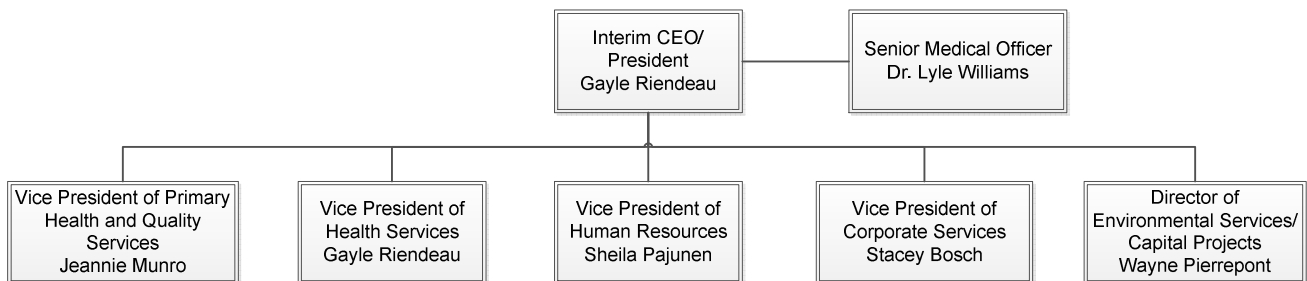 Interim CEO/
President
Gayle Riendeau
Senior Medical Officer
Dr. Lyle Williams
Vice President of Primary
Health and Quality
Services
Jeannie Munro
Vice President of
Health Services
Gayle Riendeau
Vice President of
Human Resources
Sheila Pajunen
Vice President of
Corporate Services
Stacey Bosch
Director of
Environmental Services/
Capital Projects
Wayne Pierrepont